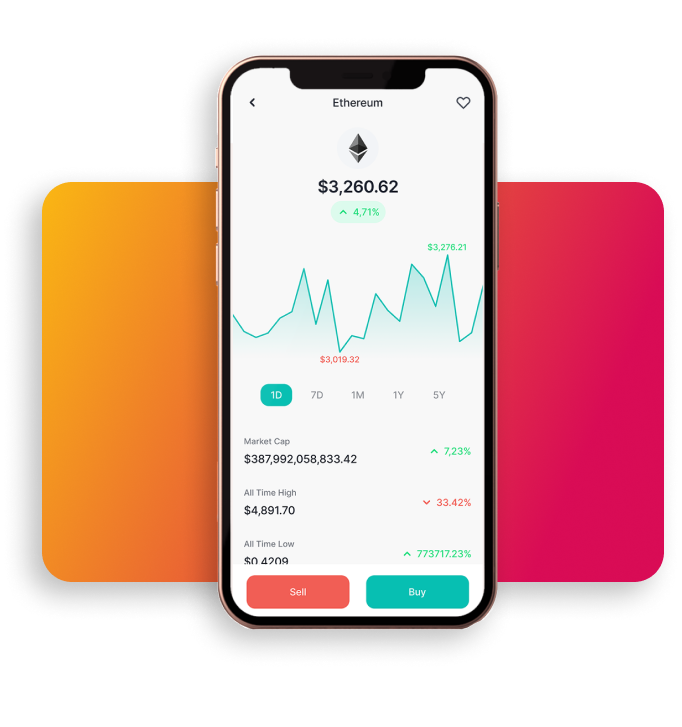 Ethereum
$3,260.62
4,71%
$3,276.21
$3,019.32
1D 7D 1M 1Y 5Y
Market Cap
$387,992,058,833.42
7,23%
All Time High
$4,891.70
33.42%
All Time Low
$0.4209
773717.23%
Sell Buy